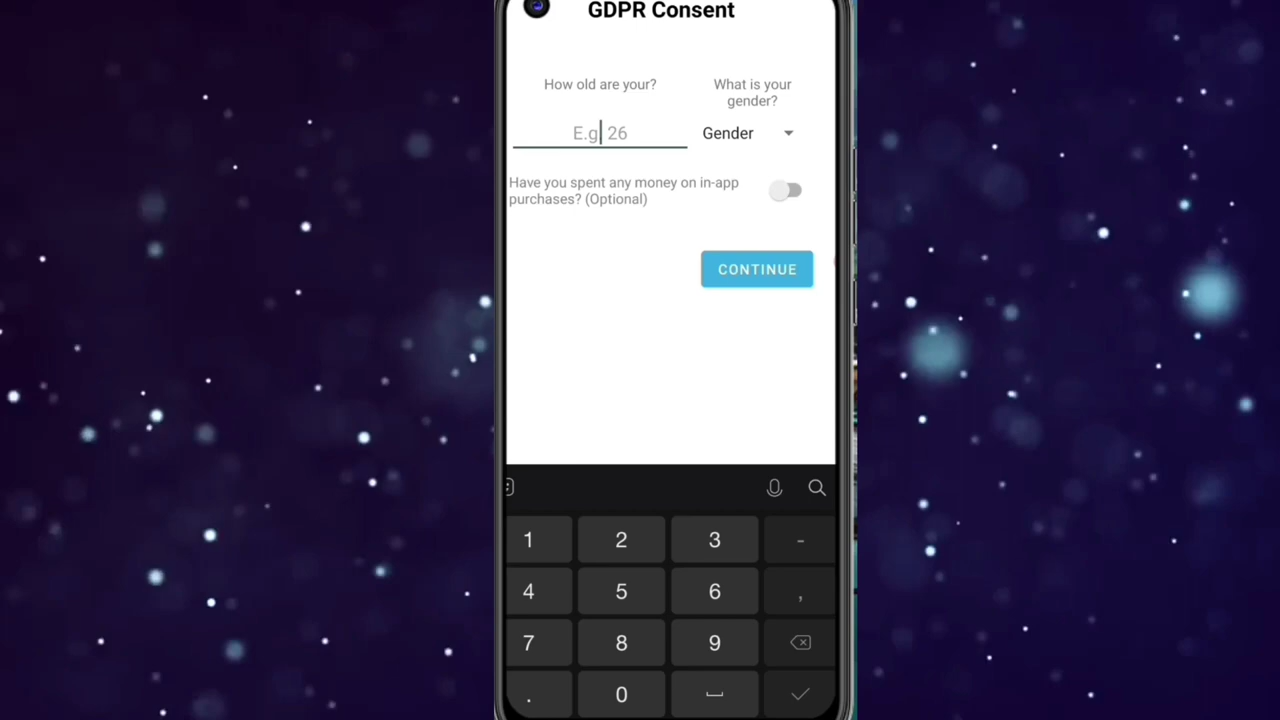 GDPR Consent
How old are your?
What is your
gender?
E.g 26
Gender
Have you spent any money on in-app
purchases? (Optional)
CONTINUE
1 2 3 -
4 5 6 ,
7 8 9
. 0